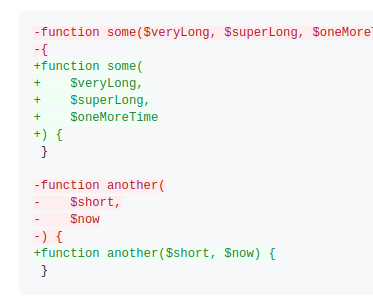 -function some($veryLong, $superLong, $oneMoreT
-{
+function some(
+    $veryLong,
+    $superLong,
+    $oneMoreTime
+) {
 }

-function another(
-    $short,
-    $now
-) {
+function another($short, $now) {
 }